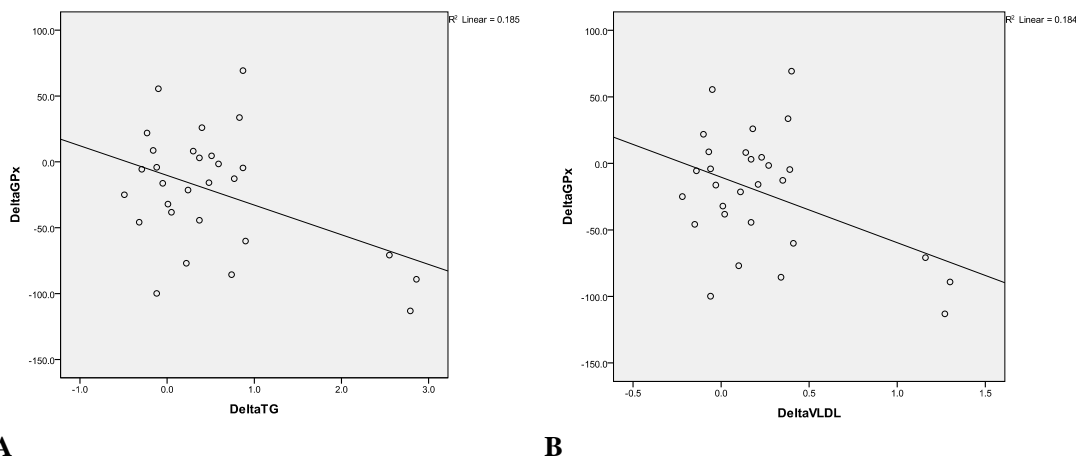 R² Linear = 0.185
100.0
50.0
0.0
-50.0
-100.0
-150.0
DeltaGPx
-1.0 0.0 1.0 2.0 3.0
DeltaTG
A
R² Linear = 0.184
100.0
50.0
0.0
-50.0
-100.0
-150.0
DeltaGPx
-0.5 0.0 0.5 1.0 1.5
DeltaVLDL
B